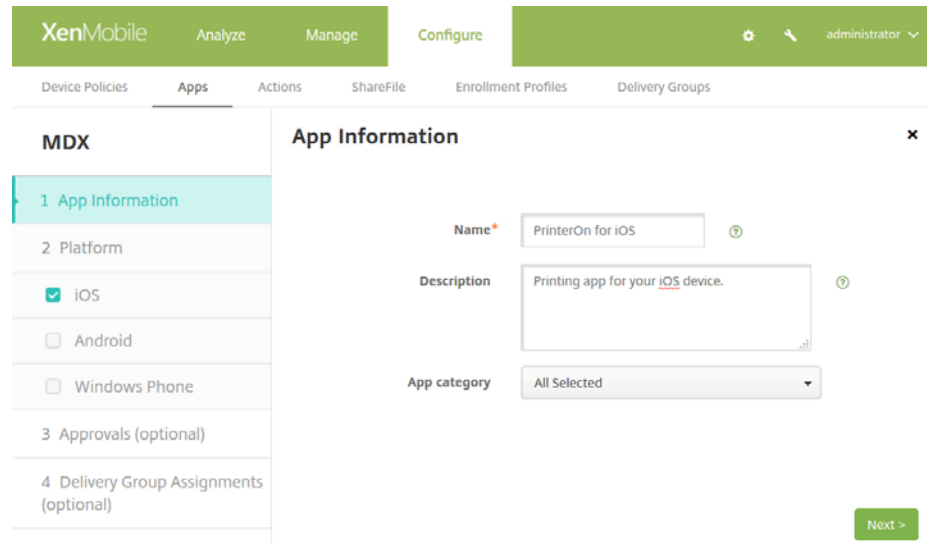 XenMobile Analyze Manage Configure administrator
Device Policies Apps Actions ShareFile Enrollment Profiles Delivery Groups
MDX
1 App Information
2 Platform
iOS
Android
Windows Phone
3 Approvals (optional)
4 Delivery Group Assignments
(optional)
App Information
Name* PrinterOn for iOS
Description Printing app for your iOS device.
App category All Selected
Next >